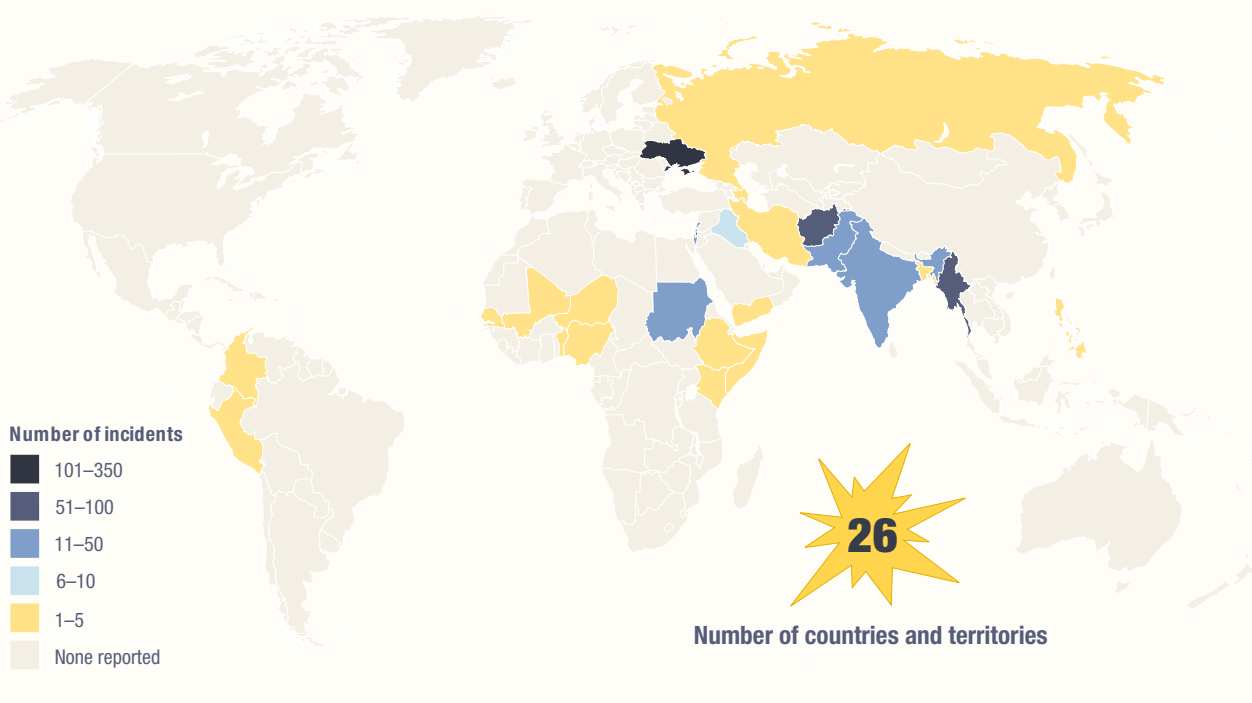 Number of incidents
101–350
51–100
11–50
6–10
1–5
None reported
26
Number of countries and territories